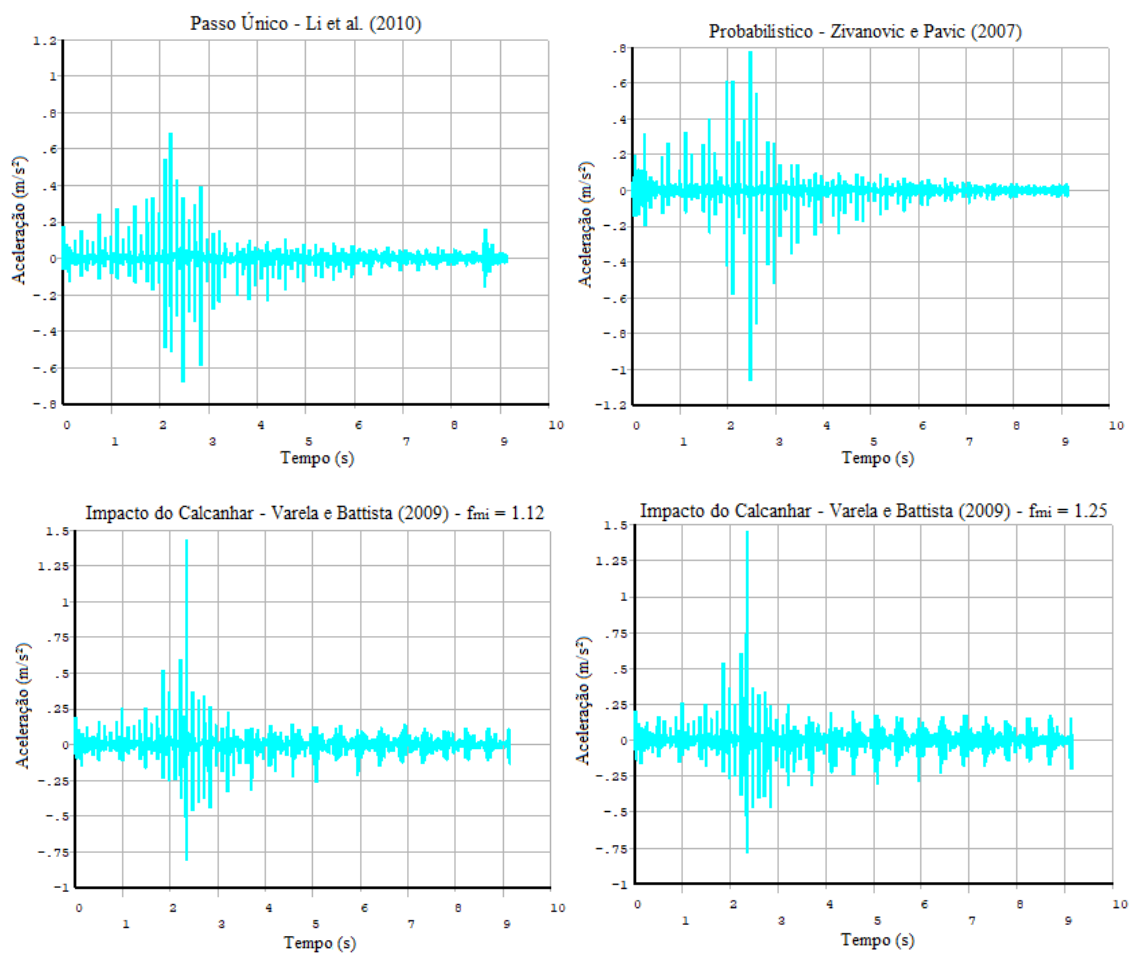 Passo Único - Li et al. (2010)
1.2
1
.8
.6
.4
.2
0
-.2
-.4
-.6
-.8
Aceleração (m/s²)
0 1 2 3 4 5 6 7 8 9 10
Tempo (s)
Probabilístico - Zivanovic e Pavic (2007)
.8
.6
.4
.2
0
-.2
-.4
-.6
-.8
-1
-1.2
Aceleração (m/s²)
0 1 2 3 4 5 6 7 8 9 10
Tempo (s)
Impacto do Calcanhar - Varela e Battista (2009) - fmi = 1.12
1.5
1.25
1
.75
.5
.25
0
-.25
-.5
-.75
-1
Aceleração (m/s²)
0 1 2 3 4 5 6 7 8 9 10
Tempo (s)
Impacto do Calcanhar - Varela e Battista (2009) - fmi = 1.25
1.5
1.25
1
.75
.5
.25
0
-.25
-.5
-.75
-1
Aceleração (m/s²)
0 1 2 3 4 5 6 7 8 9 10
Tempo (s)